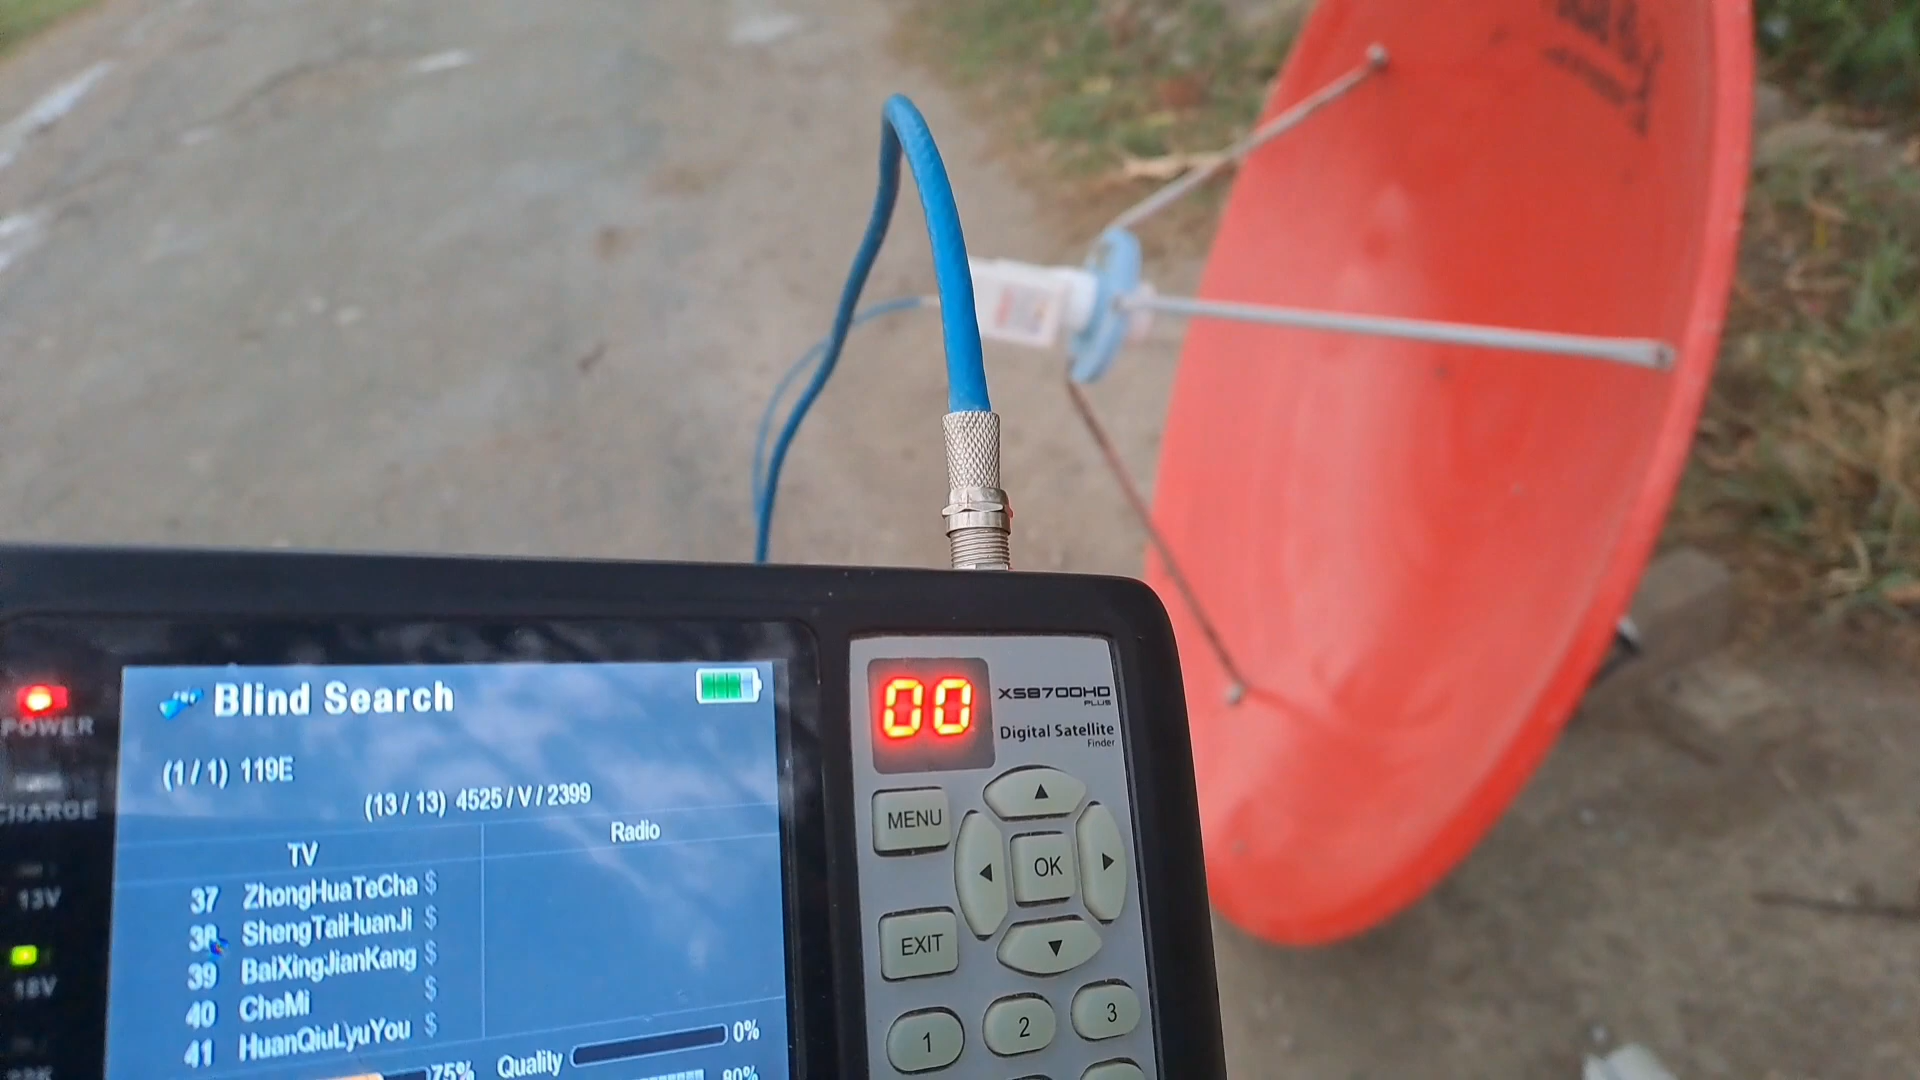 Blind Search
(1 / 1) 119E
(13 / 13) 4525 / V / 2399
TV
Radio
37 ZhongHuaTeCha $
38 ShengTaiHuanJi $
39 BaiXingJianKang $
40 CheMi $
41 HuanQiuLyuYou $
75% Quality 0%
80%
POWER
CHARGE
13V
18V
00
XS8700HD
PLUS
Digital Satellite
Finder
MENU
OK
EXIT
1 2 3